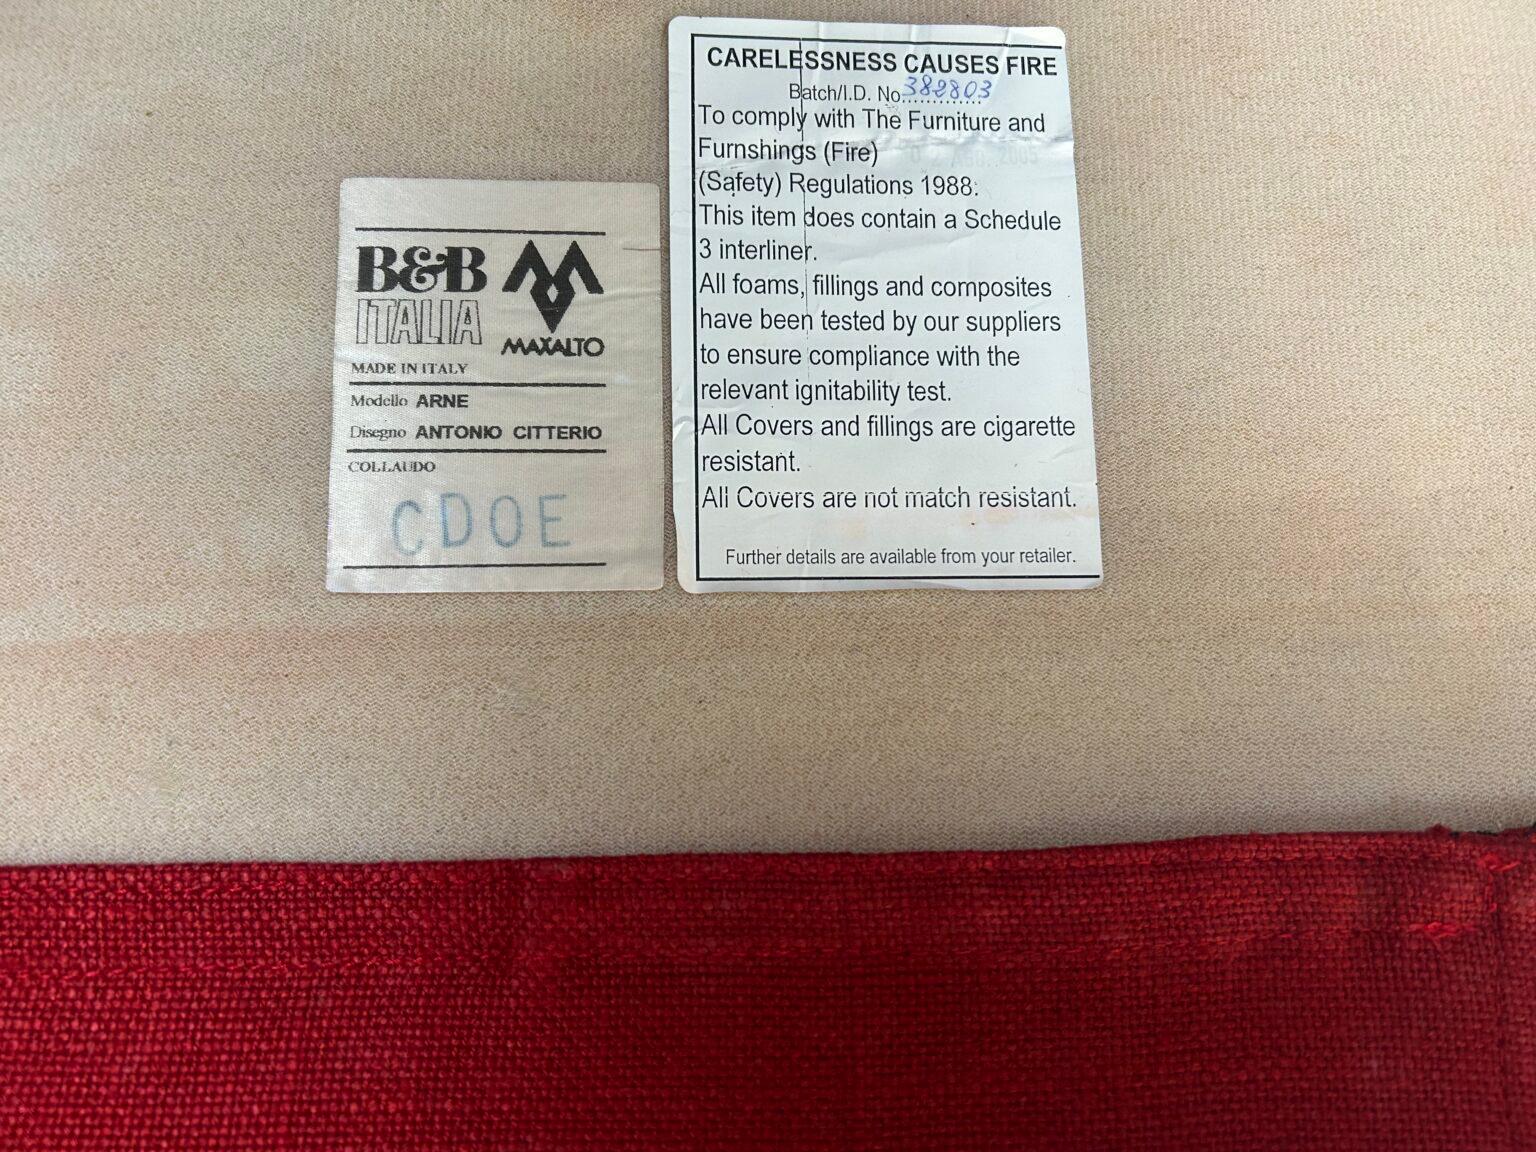 B&B
ITALIA
MAXALTO
MADE IN ITALY
Modello ARNE
Disegno ANTONIO CITTERIO
COLLAUDO
CDOE
CARELESSNESS CAUSES FIRE
Batch/I.D. No.382803
To comply with The Furniture and
Furnshings (Fire)
(Safety) Regulations 1988:
This item does contain a Schedule
3 interliner.
All foams, fillings and composites
have been tested by our suppliers
to ensure compliance with the
relevant ignitability test.
All Covers and fillings are cigarette
resistant.
All Covers are not match resistant.
Further details are available from your retailer.